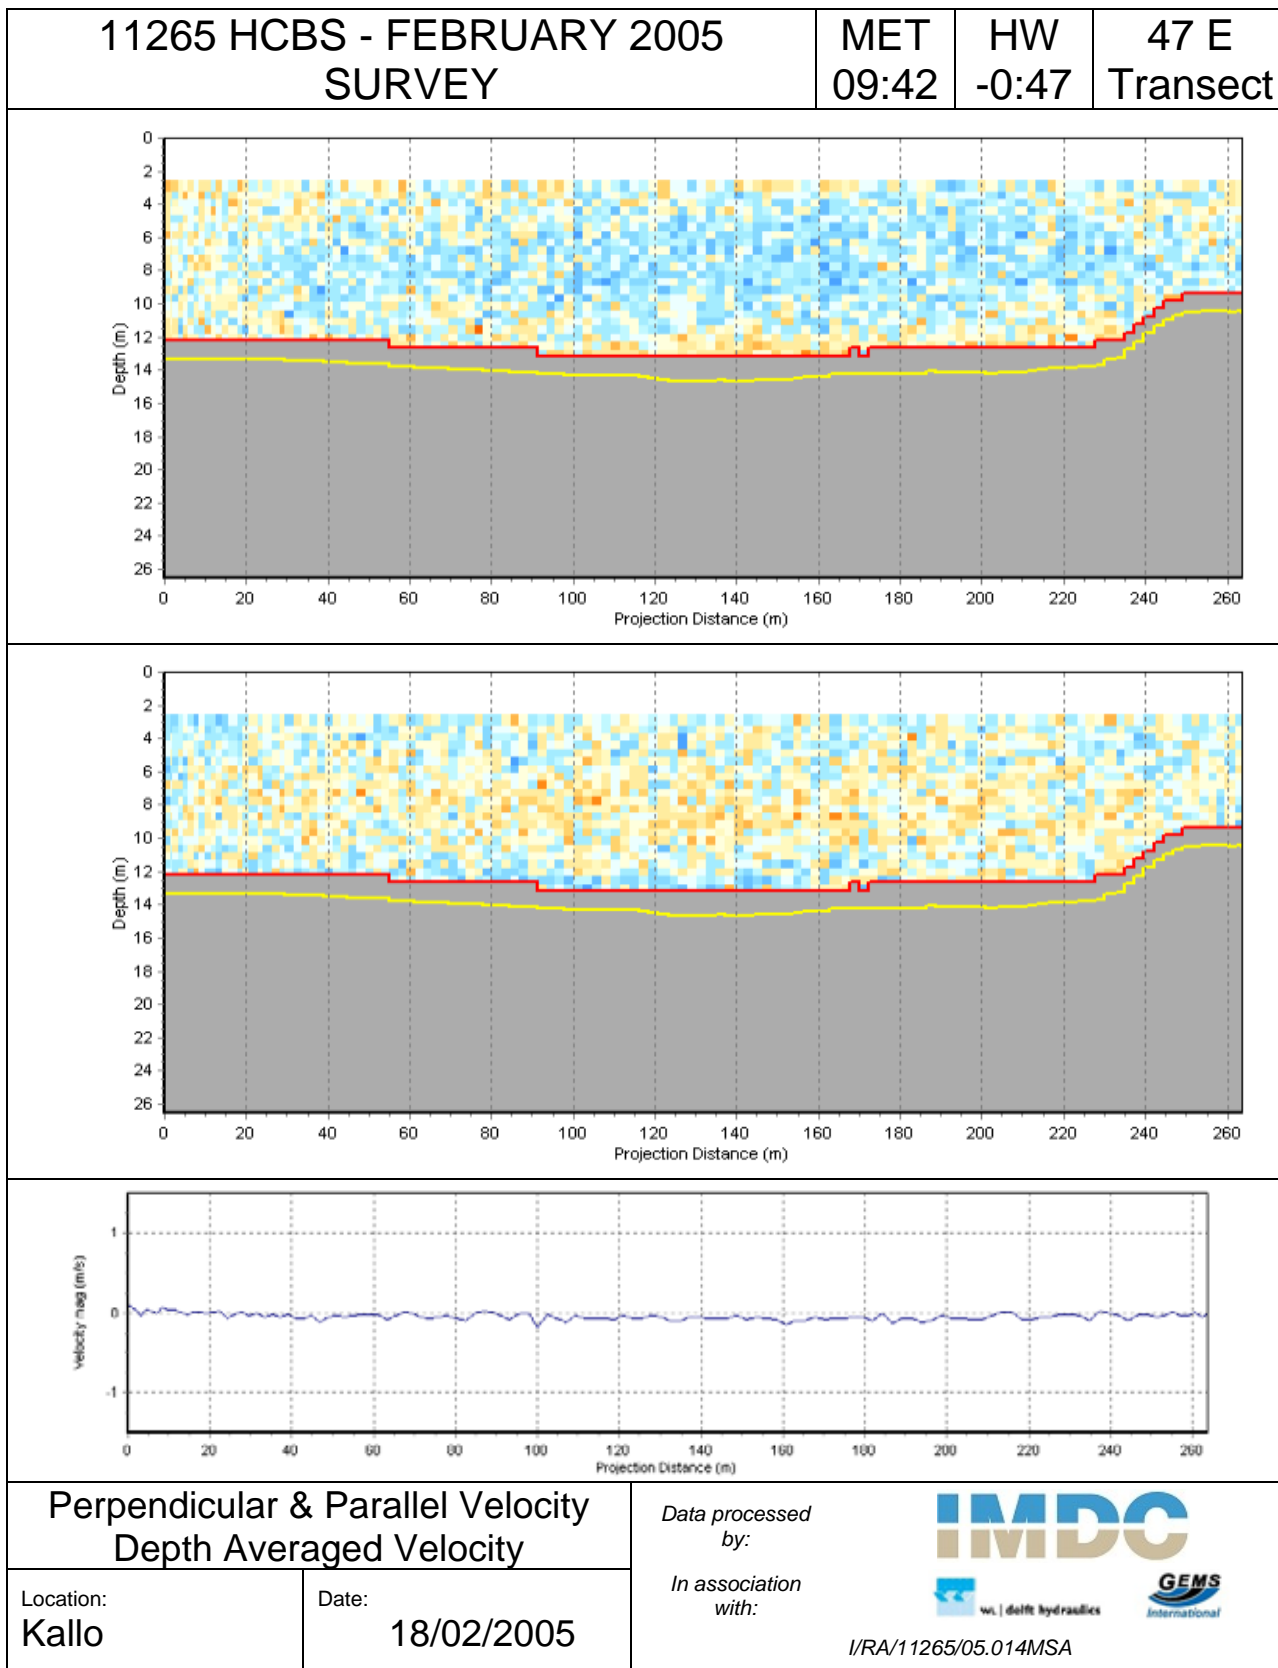 11265 HCBS - FEBRUARY 2005
SURVEY
MET
09:42
HW
-0:47
47 E
Transect
0
2
4
6
8
10
12
14
16
18
20
22
24
26
Depth (m)
0 20 40 60 80 100 120 140 160 180 200 220 240 260
Projection Distance (m)
0
2
4
6
8
10
12
14
16
18
20
22
24
26
Depth (m)
0 20 40 60 80 100 120 140 160 180 200 220 240 260
Projection Distance (m)
1
0
-1
Velocity mag (m/s)
0 20 40 60 80 100 120 140 160 180 200 220 240 260
Projection Distance (m)
Perpendicular & Parallel Velocity
Depth Averaged Velocity
Location:
Kallo
Date:
18/02/2005
Data processed
by:
IMDC
In association
with:
wl | delft hydraulics
GEMS
International
I/RA/11265/05.014MSA